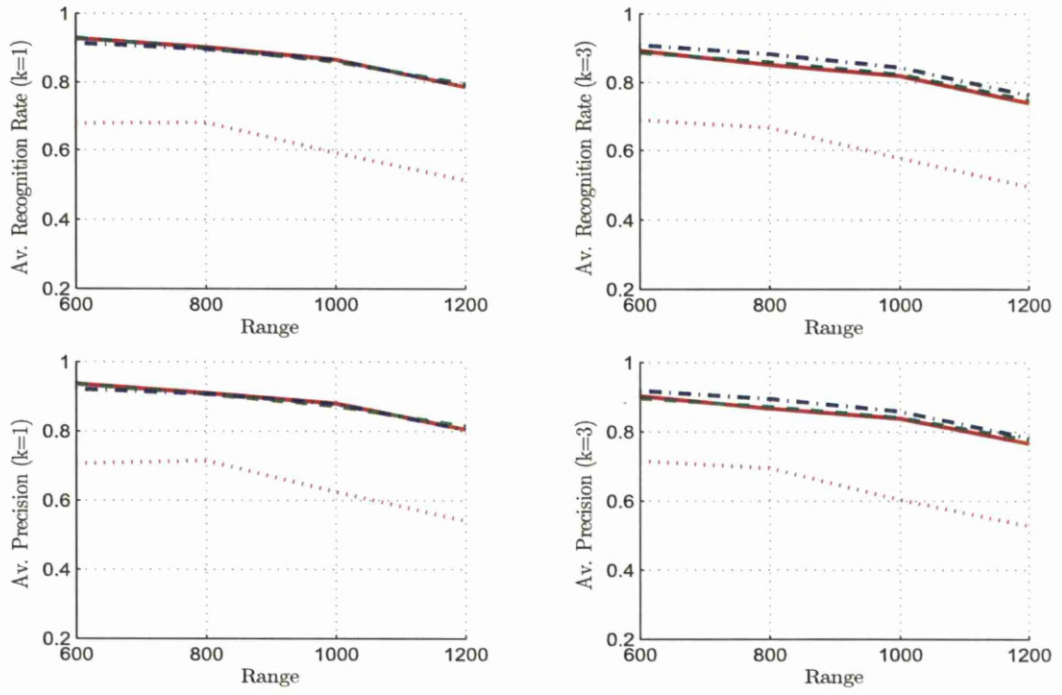 Av. Recognition Rate (k=1)
1
0.8
0.6
0.4
0.2
600 800 1000 1200
Range
Av. Recognition Rate (k=3)
1
0.8
0.6
0.4
0.2
600 800 1000 1200
Range
Av. Precision (k=1)
1
0.8
0.6
0.4
0.2
600 800 1000 1200
Range
Av. Precision (k=3)
1
0.8
0.6
0.4
0.2
600 800 1000 1200
Range